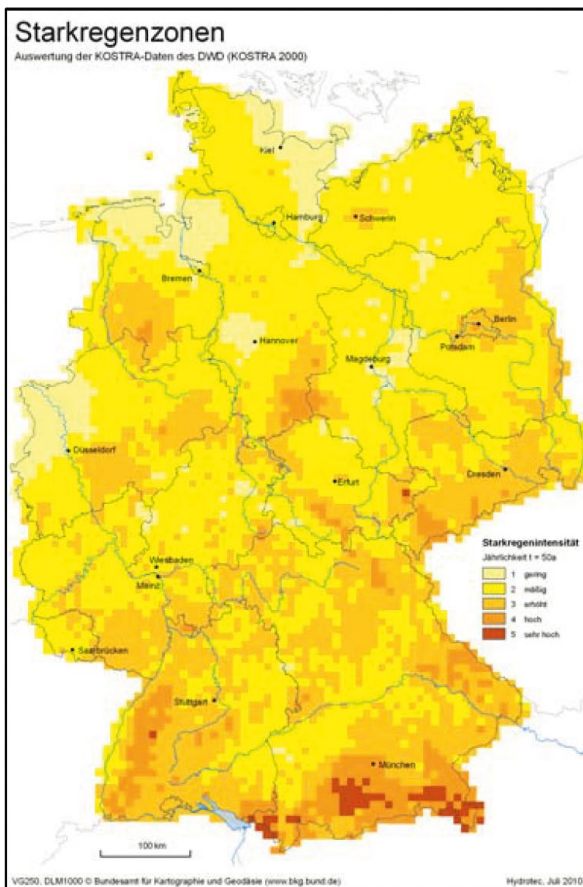 Starkregenzonen
Auswertung der KOSTRA-Daten des DWD (KOSTRA 2000)
Kiel
Hamburg
Schwerin
Bremen
Berlin
Potsdam
Hannover
Magdeburg
Düsseldorf
Dresden
Erfurt
Starkregenintensität
Jährlichkeit t = 50a
1 gering
2 mäßig
3 erhöht
4 hoch
5 sehr hoch
Wiesbaden
Mainz
Saarbrücken
Stuttgart
München
100 km
VG250, DLM1000 © Bundesamt für Kartographie und Geodäsie (www.bkg.bund.de)
Hydrotec, Juli 2010